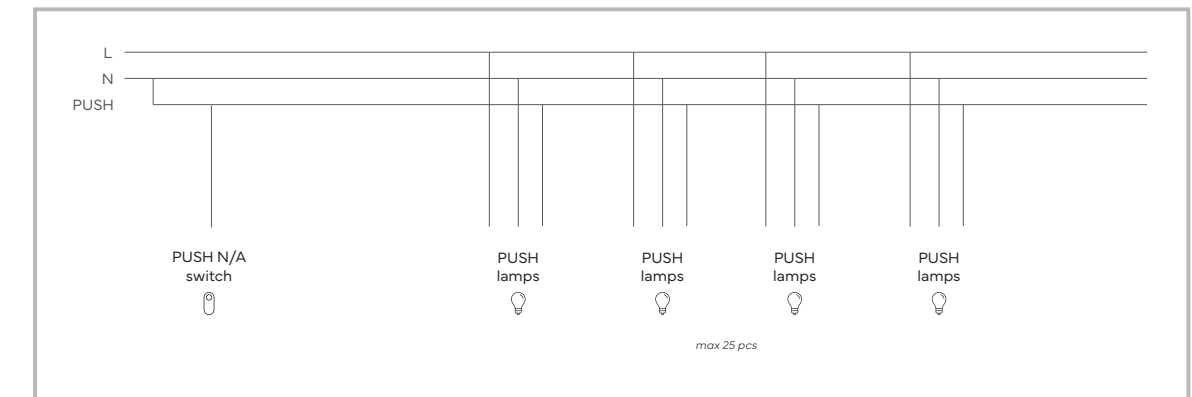 L
N
PUSH
PUSH N/A
switch
PUSH
lamps
PUSH
lamps
PUSH
lamps
PUSH
lamps
max 25 pcs